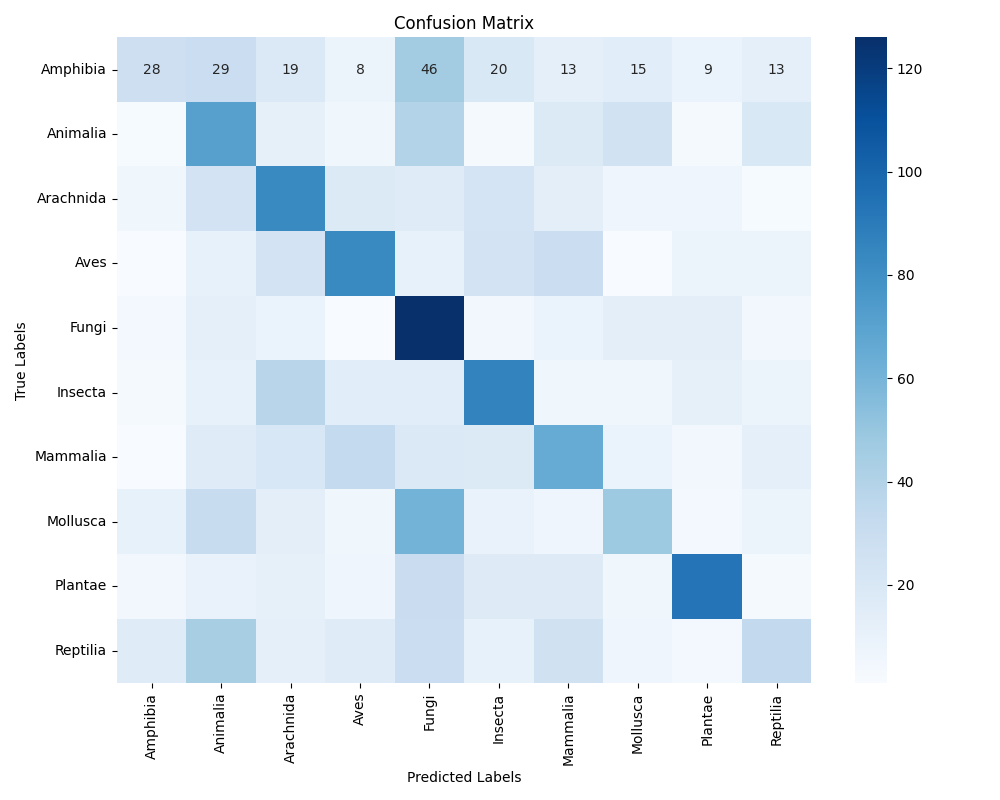 Confusion Matrix
True Labels
Amphibia 28 29 19 8 46 20 13 15 9 13
Animalia
Arachnida
Aves
Fungi
Insecta
Mammalia
Mollusca
Plantae
Reptilia
Amphibia Animalia Arachnida Aves Fungi Insecta Mammalia Mollusca Plantae Reptilia
Predicted Labels
120
100
80
60
40
20